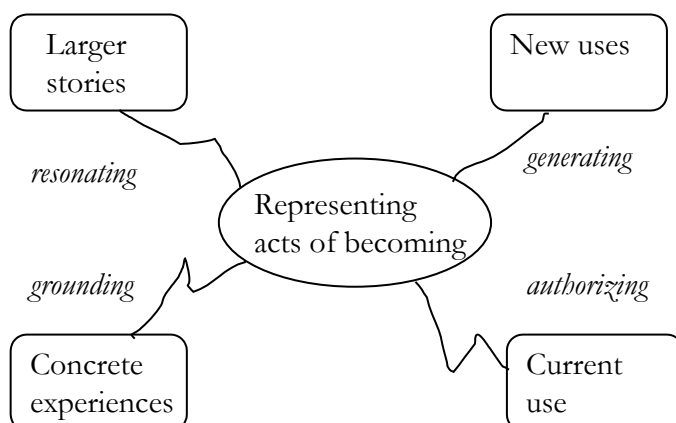 Larger
stories
New uses
resonating
generating
Representing
acts of becoming
grounding
authorizing
Concrete
experiences
Current
use